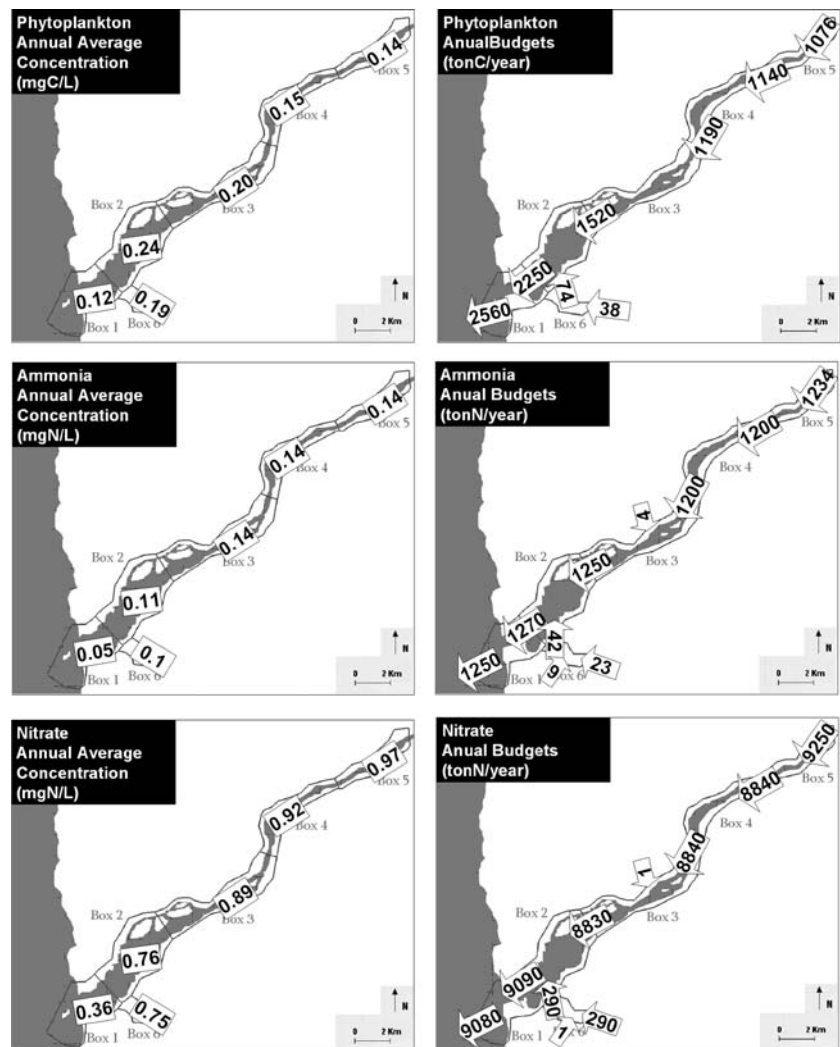 Phytoplankton
Annual Average
Concentration
(mgC/L)
0.14
Box 5
0.15
Box 4
0.20
Box 3
Box 2
0.24
0.12
0.19
Box 1
Box 6
N
0 2 Km
Phytoplankton
AnualBudgets
(tonC/year)
1076
Box 5
1140
Box 4
1190
Box 3
Box 2
1520
2250
74
38
2560
Box 1
Box 6
N
0 2 Km
Ammonia
Annual Average
Concentration
(mgN/L)
0.14
Box 5
0.14
Box 4
0.14
Box 3
Box 2
0.11
0.05
0.1
Box 1
Box 6
N
0 2 Km
Ammonia
Anual Budgets
(tonN/year)
1234
Box 5
1200
Box 4
1200
4
Box 3
Box 2
1250
1270
42
23
9
1250
Box 1
Box 6
N
0 2 Km
Nitrate
Annual Average
Concentration
(mgN/L)
0.97
Box 5
0.92
Box 4
0.89
Box 3
Box 2
0.76
0.36
0.75
Box 1
Box 6
N
0 2 Km
Nitrate
Anual Budgets
(tonN/year)
9250
Box 5
8840
Box 4
8840
1
Box 3
Box 2
8830
9090
290
290
1
9080
Box 1
Box 6
N
0 2 Km